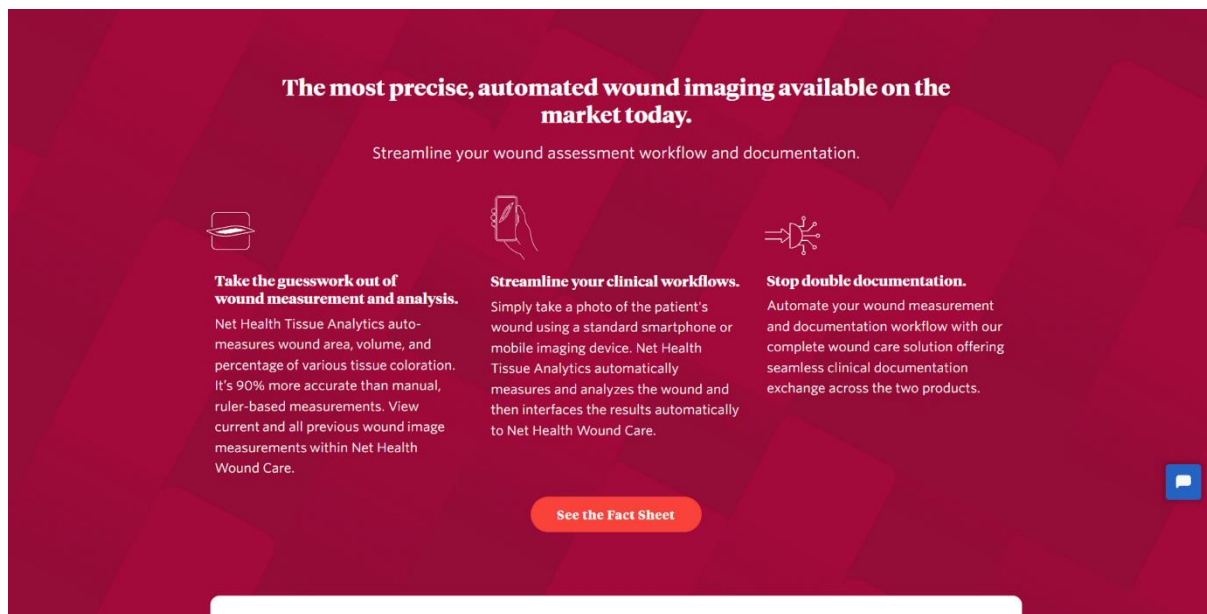 The most precise, automated wound imaging available on the
market today.
Streamline your wound assessment workflow and documentation.
Take the guesswork out of
wound measurement and analysis.
Net Health Tissue Analytics auto-
measures wound area, volume, and
percentage of various tissue coloration.
It's 90% more accurate than manual,
ruler-based measurements. View
current and all previous wound image
measurements within Net Health
Wound Care.
Streamline your clinical workflows.
Simply take a photo of the patient's
wound using a standard smartphone or
mobile imaging device. Net Health
Tissue Analytics automatically
measures and analyzes the wound and
then interfaces the results automatically
to Net Health Wound Care.
Stop double documentation.
Automate your wound measurement
and documentation workflow with our
complete wound care solution offering
seamless clinical documentation
exchange across the two products.
See the Fact Sheet